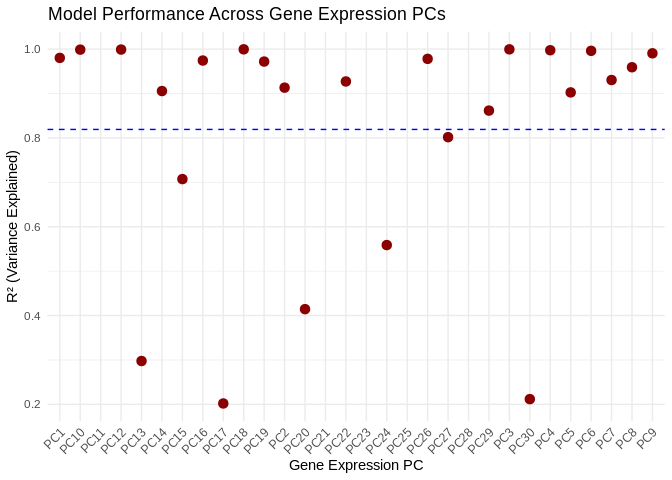 Model Performance Across Gene Expression PCs
R² (Variance Explained)
1.0
0.8
0.6
0.4
0.2
PC1 PC10 PC11 PC12 PC13 PC14 PC15 PC16 PC17 PC18 PC19 PC2 PC20 PC21 PC22 PC23 PC24 PC25 PC26 PC27 PC28 PC29 PC3 PC30 PC4 PC5 PC6 PC7 PC8 PC9
Gene Expression PC